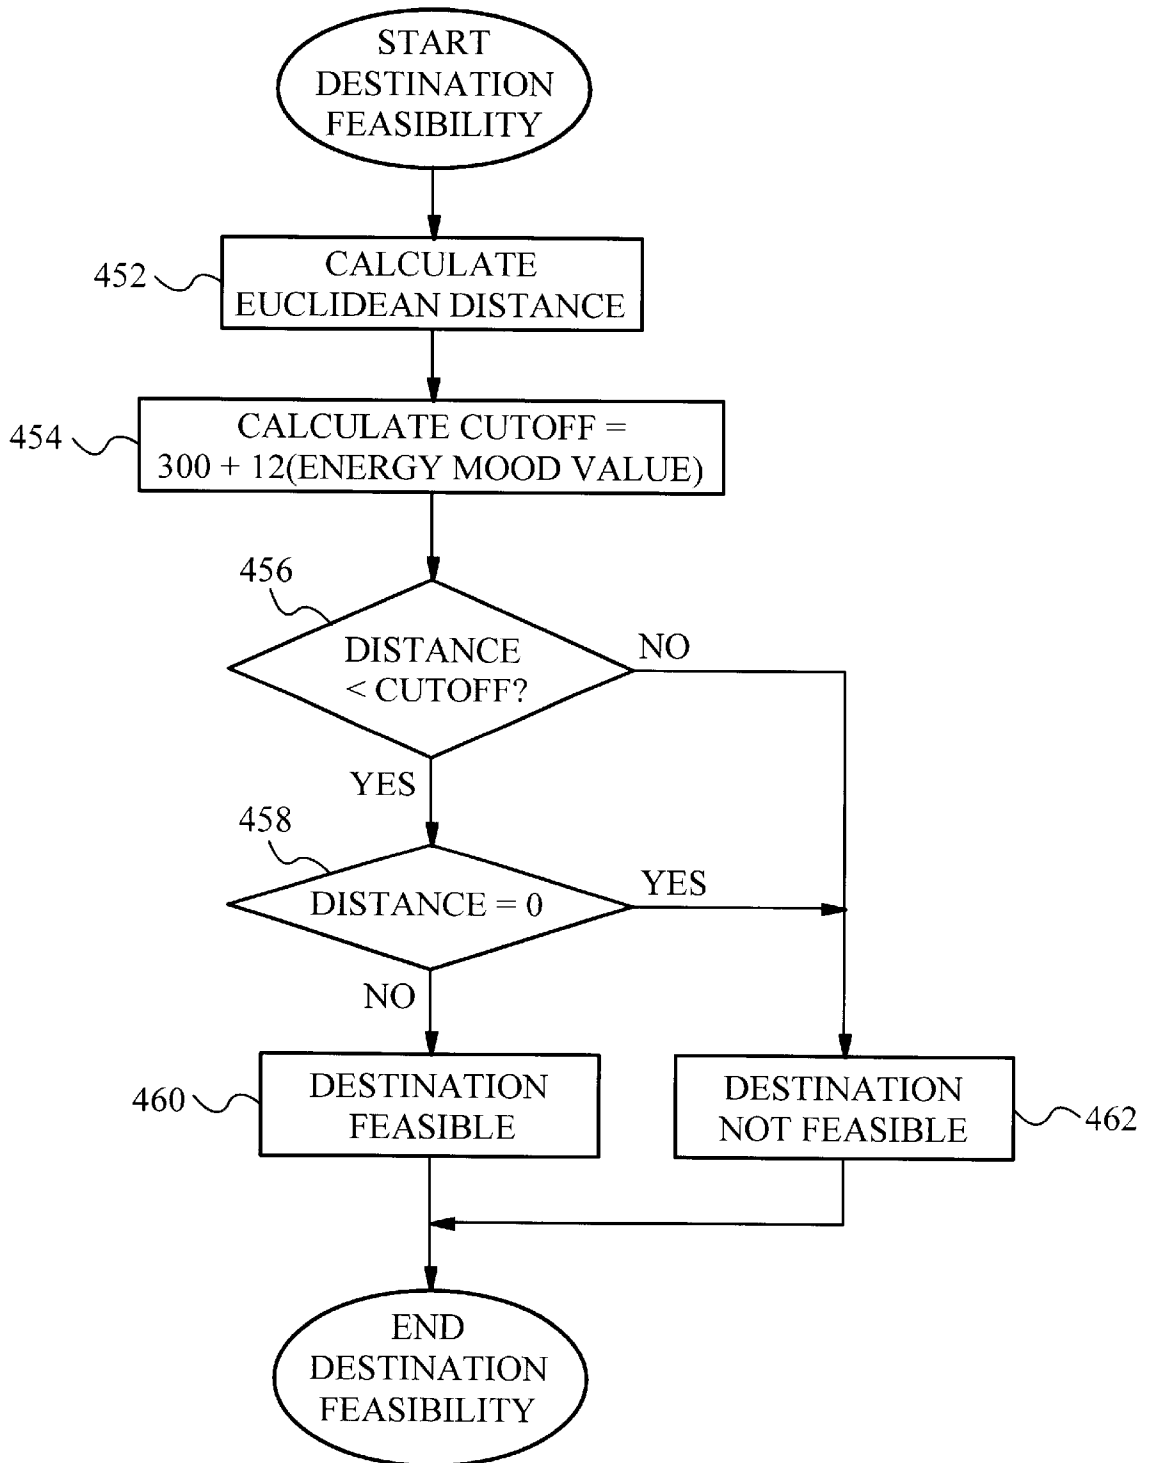 START
DESTINATION
FEASIBILITY
452
CALCULATE
EUCLIDEAN DISTANCE
454
CALCULATE CUTOFF =
300 + 12(ENERGY MOOD VALUE)
456
DISTANCE
< CUTOFF?
NO
YES
458
DISTANCE = 0
YES
NO
460
DESTINATION
FEASIBLE
DESTINATION
NOT FEASIBLE
462
END
DESTINATION
FEASIBILITY